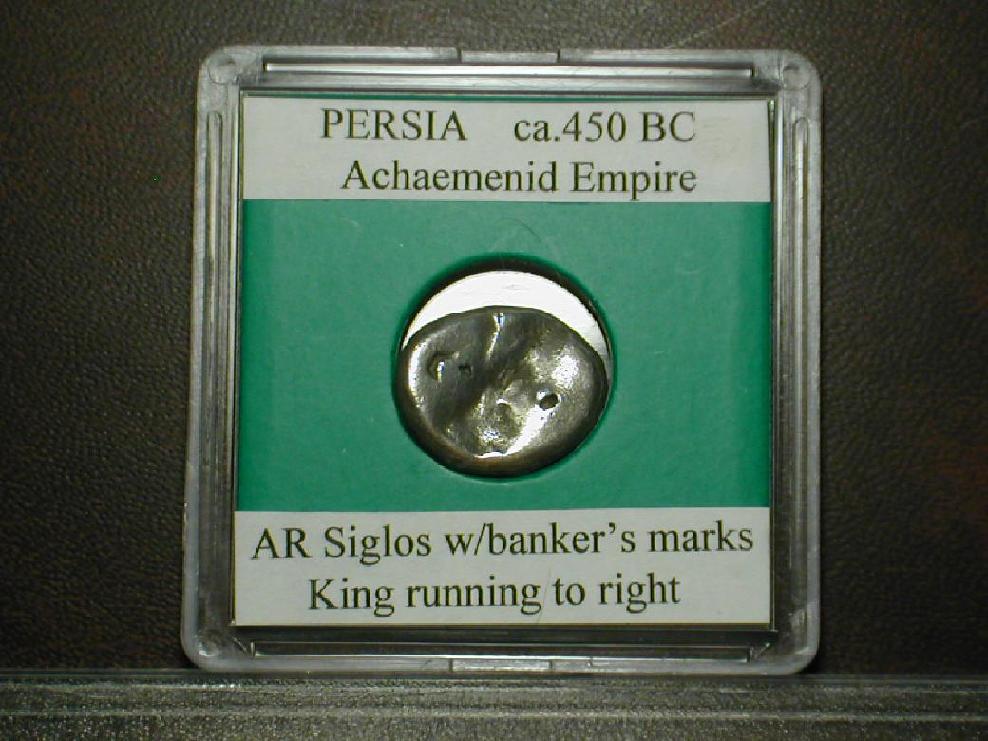 PERSIA ca.450 BC
Achaemenid Empire
AR Siglos w/banker's marks
King running to right